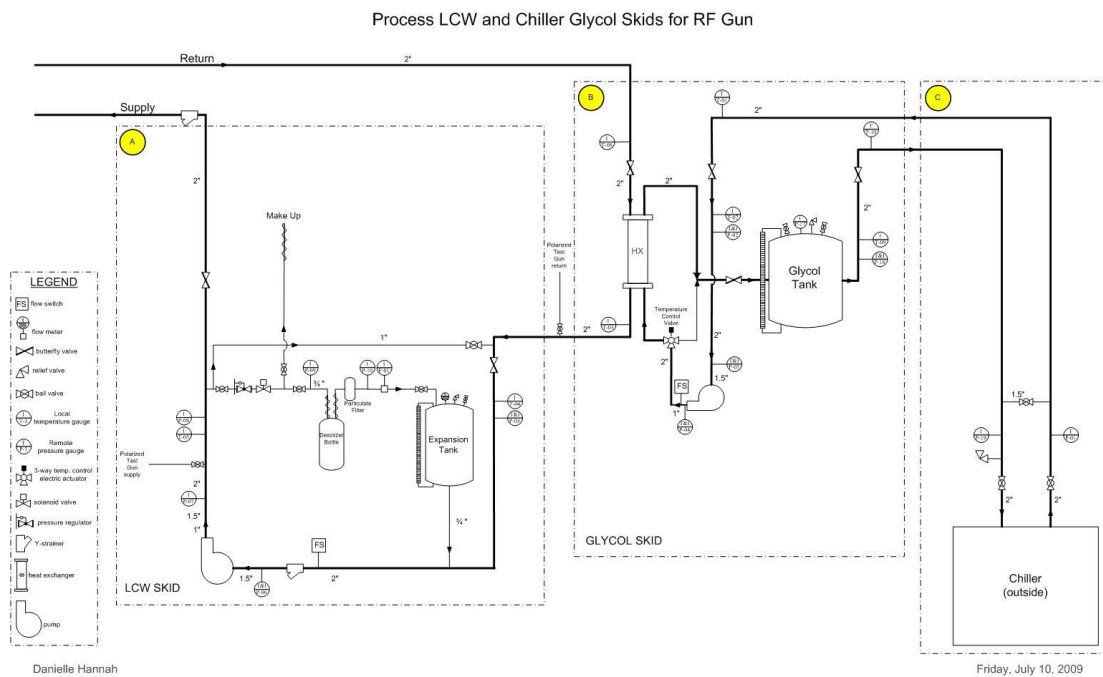 Process LCW and Chiller Glycol Skids for RF Gun
Return
2"
Supply
A
B
C
2"
2"
2"
2"
2"
2"
Make Up
HX
Glycol
Tank
2"
Polarized
Test
Gun
return
Temperature
Control
Valve
2"
2"
1"
FS
1.5"
1"
1.5"
2"
2"
¾ "
Particulate
Filter
Deionizer
Bottle
Expansion
Tank
¾ "
Polarized
Test
Gun
supply
2"
1.5"
1"
FS
1.5"
2"
LCW SKID
GLYCOL SKID
Chiller
(outside)
LEGEND
FS flow switch
flow meter
butterfly valve
relief valve
ball valve
Local
temperature gauge
Remote
pressure gauge
3-way temp. control
electric actuator
solenoid valve
pressure regulator
Y-strainer
heat exchanger
pump
Danielle Hannah
Friday, July 10, 2009